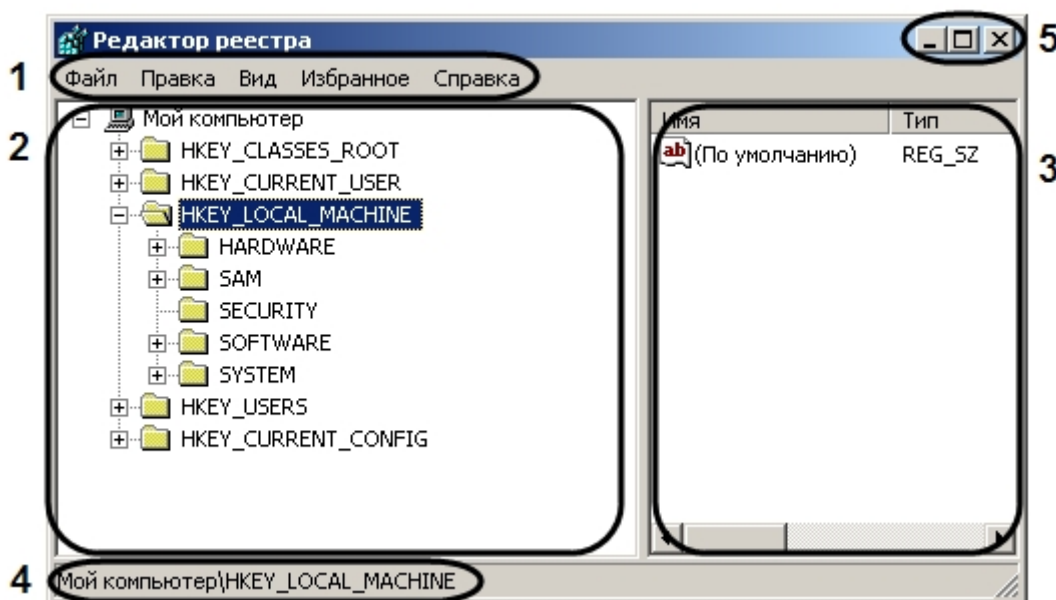 Редактор реестра
5
1
Файл Правка Вид Избранное Справка
2
Мой компьютер
HKEY_CLASSES_ROOT
HKEY_CURRENT_USER
HKEY_LOCAL_MACHINE
HARDWARE
SAM
SECURITY
SOFTWARE
SYSTEM
HKEY_USERS
HKEY_CURRENT_CONFIG
Имя Тип
ab (По умолчанию) REG_SZ
3
4
Мой компьютер\HKEY_LOCAL_MACHINE